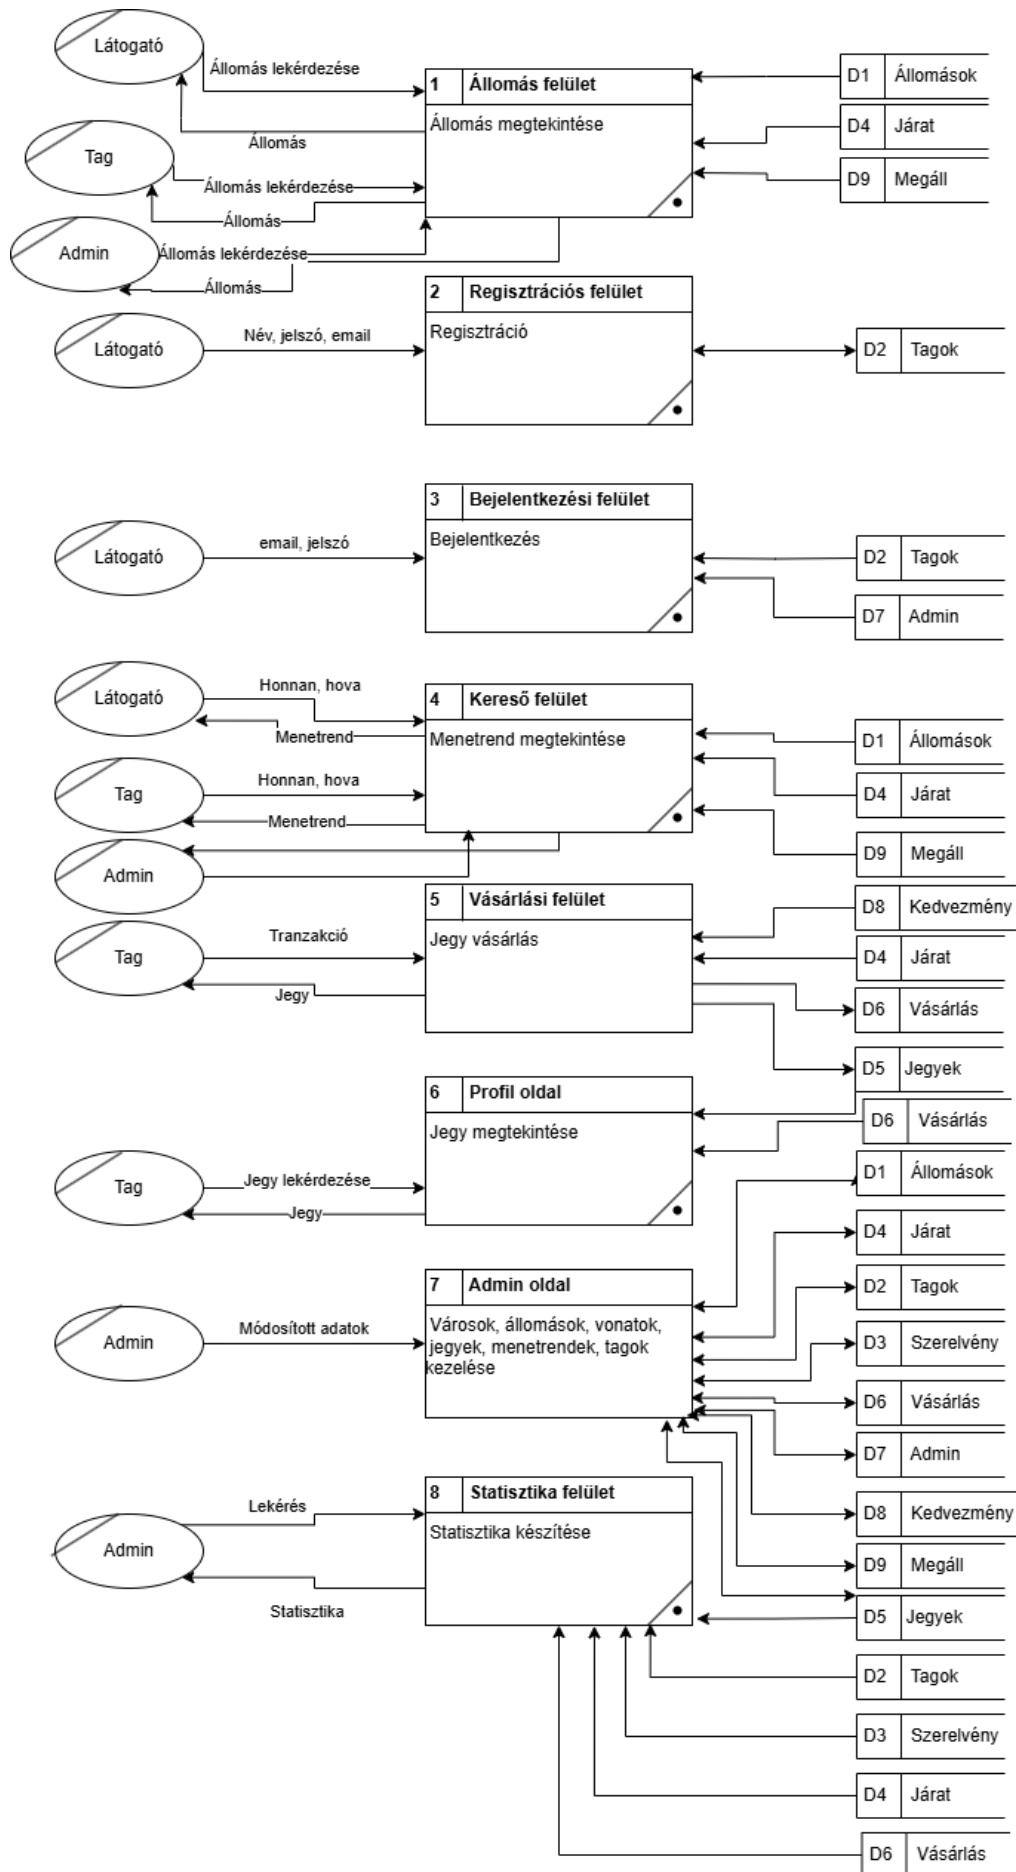 Látogató
Állomás lekérdezése
Állomás
1 Állomás felület
Állomás megtekintése
D1 Állomások
D4 Járat
D9 Megáll
Tag
Állomás lekérdezése
Állomás
Admin
Állomás lekérdezése
Állomás
Látogató
Név, jelszó, email
2 Regisztrációs felület
Regisztráció
D2 Tagok
Látogató
email, jelszó
3 Bejelentkezési felület
Bejelentkezés
D2 Tagok
D7 Admin
Látogató
Honnan, hova
Menetrend
4 Kereső felület
Menetrend megtekintése
D1 Állomások
D4 Járat
D9 Megáll
Tag
Honnan, hova
Menetrend
Admin
Tag
Tranzakció
Jegy
5 Vásárlási felület
Jegy vásárlás
D8 Kedvezmény
D4 Járat
D6 Vásárlás
D5 Jegyek
6 Profil oldal
Jegy megtekintése
D6 Vásárlás
Tag
Jegy lekérdezése
Jegy
D1 Állomások
D4 Járat
D2 Tagok
D3 Szerelvény
D6 Vásárlás
D7 Admin
D8 Kedvezmény
D9 Megáll
D5 Jegyek
Admin
Módosított adatok
7 Admin oldal
Városok, állomások, vonatok,
jegyek, menetrendek, tagok
kezelése
Admin
Lekérés
Statisztika
8 Statisztika felület
Statisztika készítése
D2 Tagok
D3 Szerelvény
D4 Járat
D6 Vásárlás